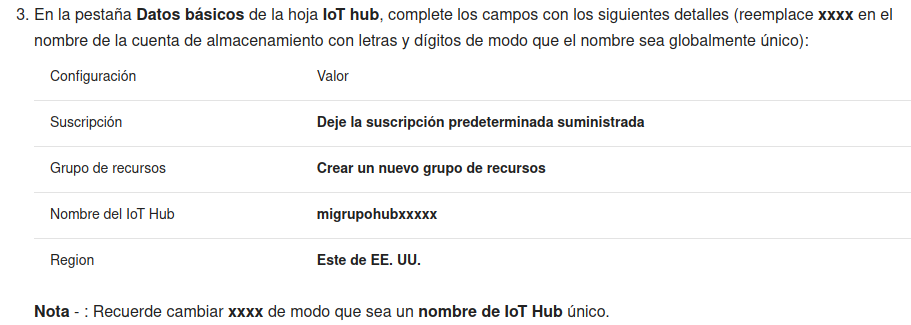 3. En la pestaña Datos básicos de la hoja IoT hub, complete los campos con los siguientes detalles (reemplace xxxx en el
nombre de la cuenta de almacenamiento con letras y dígitos de modo que el nombre sea globalmente único):
Configuración Valor
Suscripción Deje la suscripción predeterminada suministrada
Grupo de recursos Crear un nuevo grupo de recursos
Nombre del IoT Hub migrupohubxxxxx
Region Este de EE. UU.
Nota - : Recuerde cambiar xxxx de modo que sea un nombre de IoT Hub único.